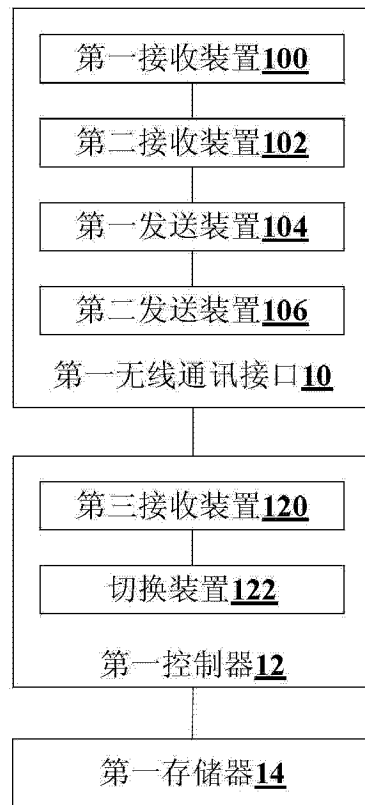 第一接收装置100
第二接收装置102
第一发送装置104
第二发送装置106
第一无线通讯接口10
第三接收装置120
切换装置122
第一控制器12
第一存储器14